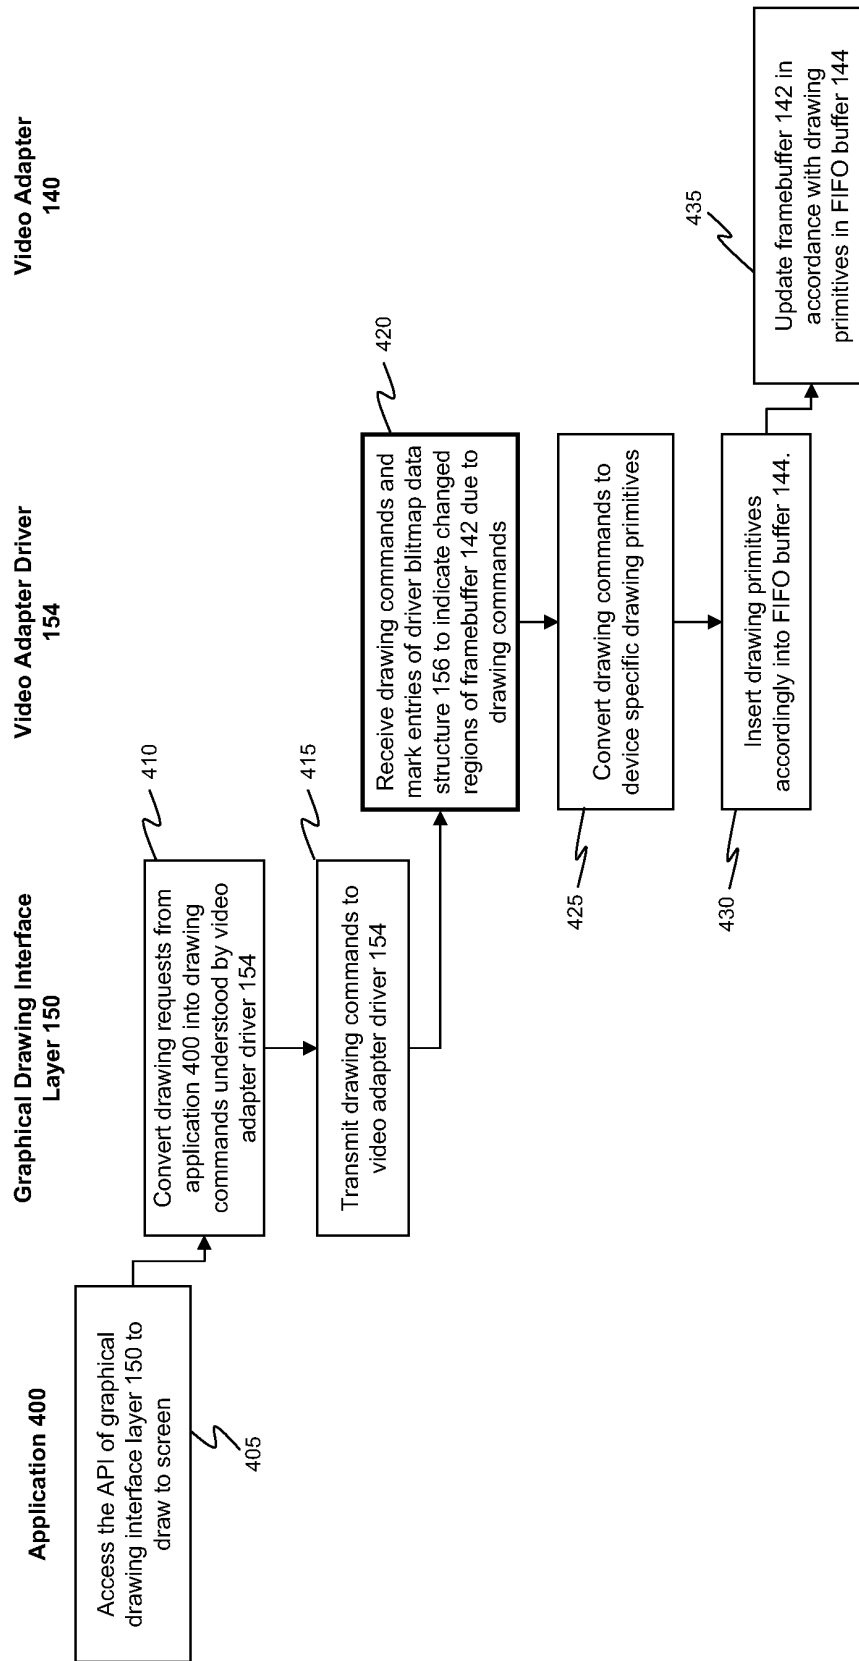 Application 400
Graphical Drawing Interface
Layer 150
Video Adapter Driver
154
Video Adapter
140
Access the API of graphical
drawing interface layer 150 to
draw to screen
405
Convert drawing requests from
application 400 into drawing
commands understood by video
adapter driver 154
410
Transmit drawing commands to
video adapter driver 154
415
Receive drawing commands and
mark entries of driver blitmap data
structure 156 to indicate changed
regions of framebuffer 142 due to
drawing commands
420
Convert drawing commands to
device specific drawing primitives
425
Insert drawing primitives
accordingly into FIFO buffer 144.
430
Update framebuffer 142 in
accordance with drawing
primitives in FIFO buffer 144
435